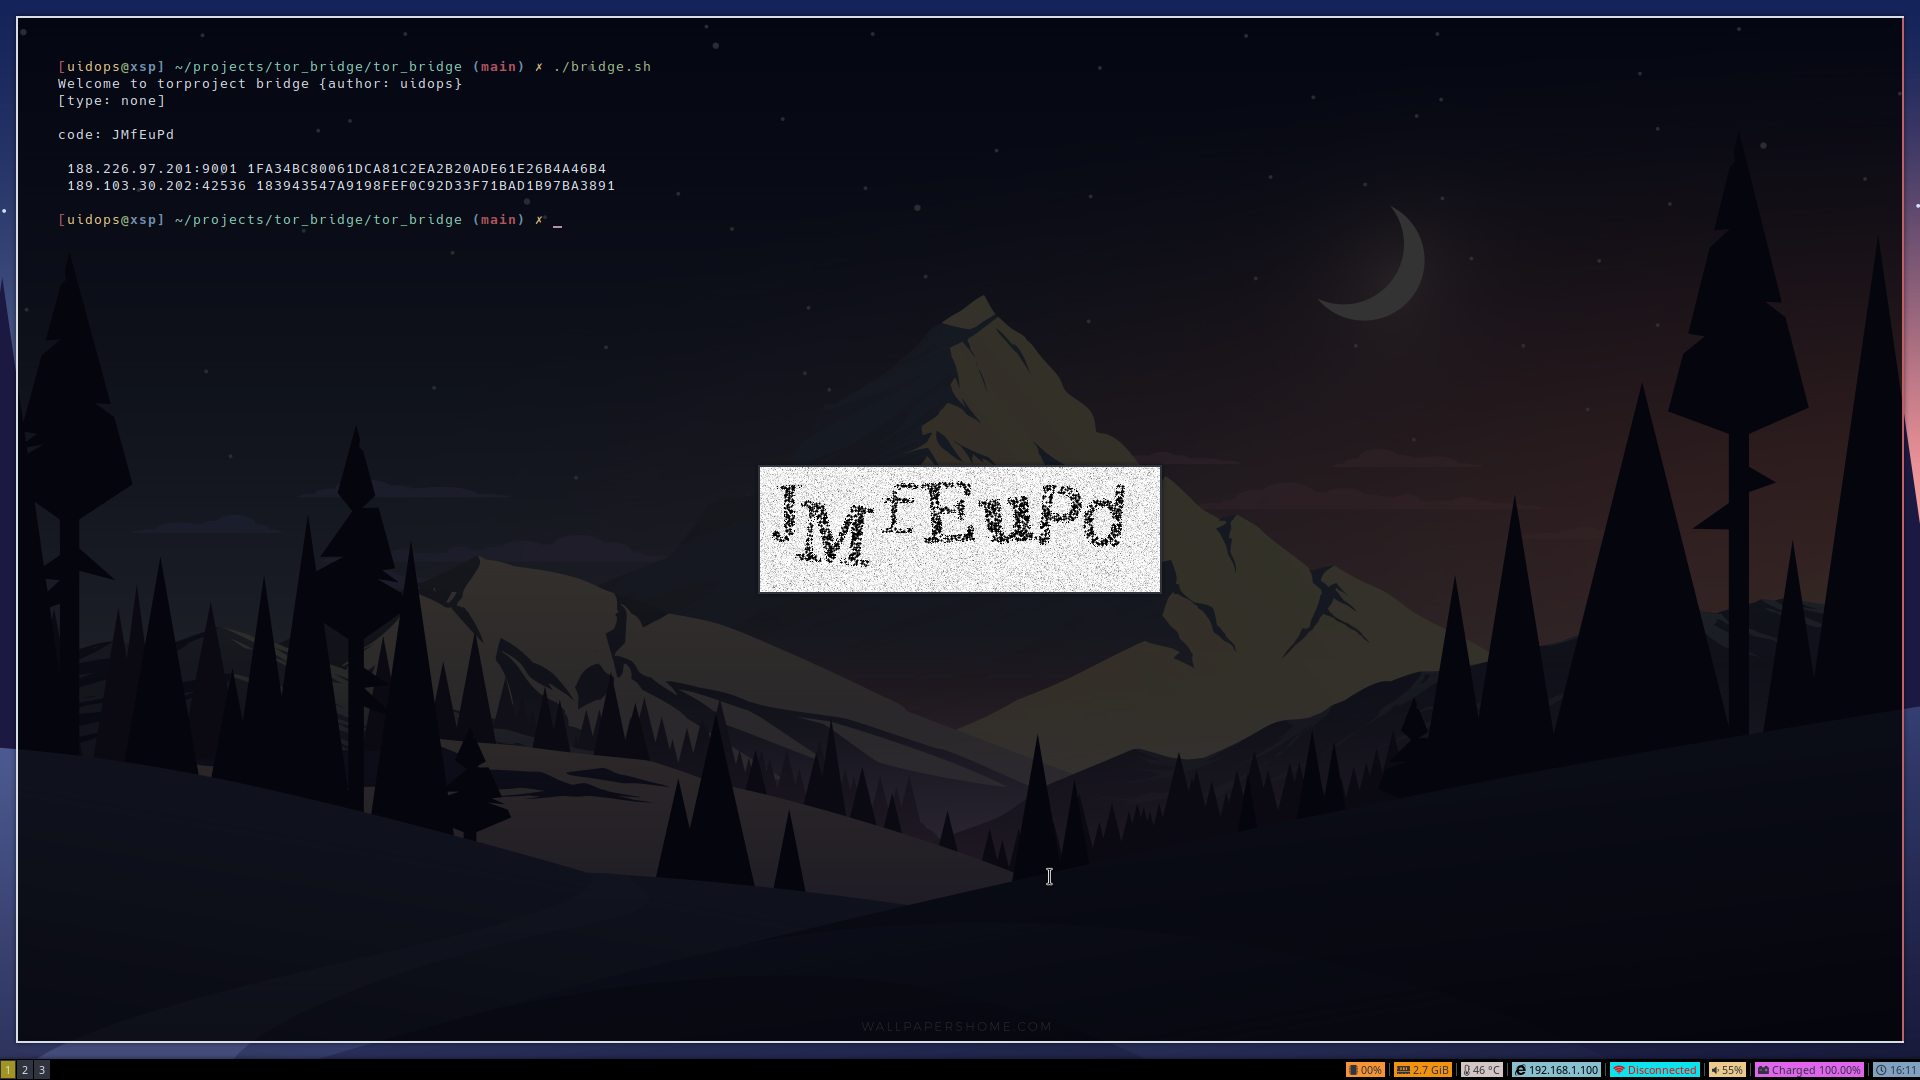 [uidops@xsp] ~/projects/tor_bridge/tor_bridge (main) ✗ ./bridge.sh
Welcome to torproject bridge {author: uidops}
[type: none]
code: JMfEuPd
188.226.97.201:9001 1FA34BC80061DCA81C2EA2B20ADE61E26B4A46B4
189.103.30.202:42536 183943547A9198FEF0C92D33F71BAD1B97BA3891
[uidops@xsp] ~/projects/tor_bridge/tor_bridge (main) ✗ _
JMfEuPd
WALLPAPERSHOME.COM
1 2 3 00% 2.7 GiB 46 °C 192.168.1.100 Disconnected 55% Charged 100.00% 16:11